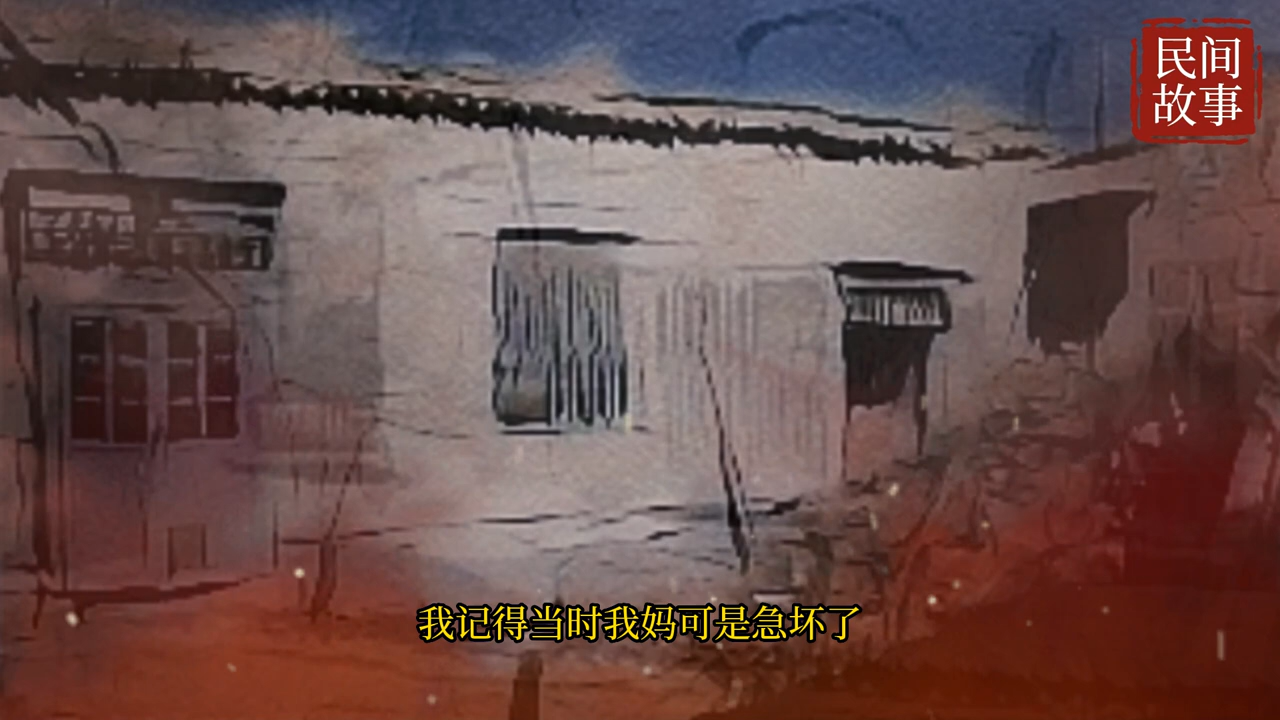 民间
故事
我记得当时我妈可是急坏了